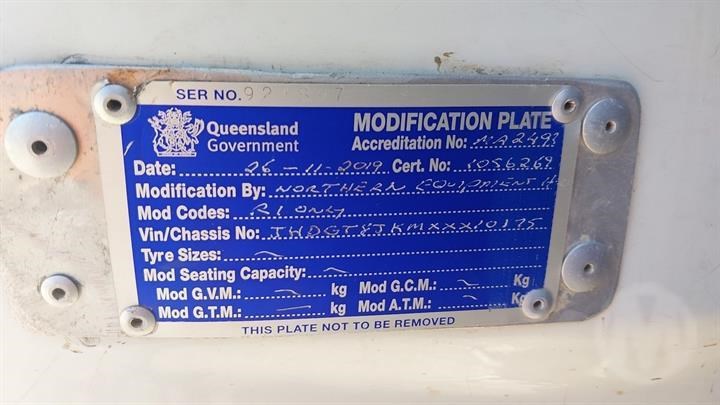 SER NO.
Queensland Government
MODIFICATION PLATE
Accreditation No:
Date: 26-11-2019 Cert. No: 1056269
Modification By: NORTHERN EQUIPMENT
Mod Codes: R1 ONLY
Vin/Chassis No:
Tyre Sizes: ~
Mod Seating Capacity: ~
Mod G.V.M.: ~ kg Mod G.C.M.: ~ Kg
Mod G.T.M.: — kg Mod A.T.M.: ~ Kg
THIS PLATE NOT TO BE REMOVED